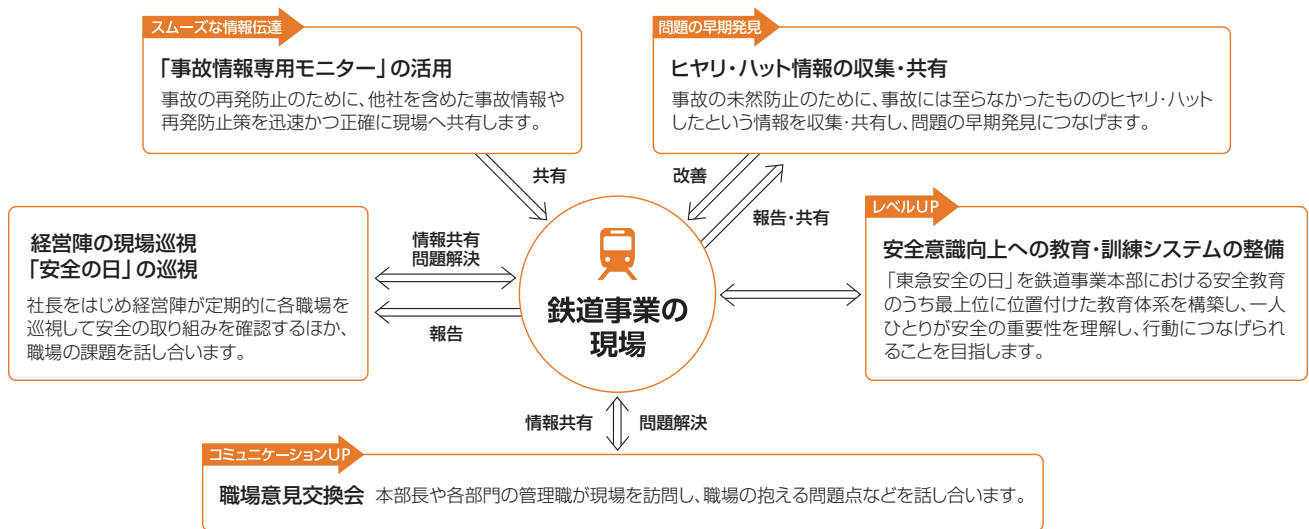 スムーズな情報伝達
「事故情報専用モニター」の活用
事故の再発防止のために、他社を含めた事故情報や
再発防止策を迅速かつ正確に現場へ共有します。
問題の早期発見
ヒヤリ・ハット情報の収集・共有
事故の未然防止のために、事故には至らなかったもののヒヤリ・ハット
したという情報を収集・共有し、問題の早期発見につなげます。
共有
改善
報告・共有
経営陣の現場巡視
「安全の日」の巡視
社長をはじめ経営陣が定期的に各職場を
巡視して安全の取り組みを確認するほか、
職場の課題を話し合います。
情報共有
問題解決
報告
鉄道事業の
現場
レベルUP
安全意識向上への教育・訓練システムの整備
「東急安全の日」を鉄道事業本部における安全教育
のうち最上位に位置付けた教育体系を構築し、一人
ひとりが安全の重要性を理解し、行動につなげられ
ることを目指します。
情報共有
問題解決
コミュニケーションUP
職場意見交換会 本部長や各部門の管理職が現場を訪問し、職場の抱える問題点などを話し合います。